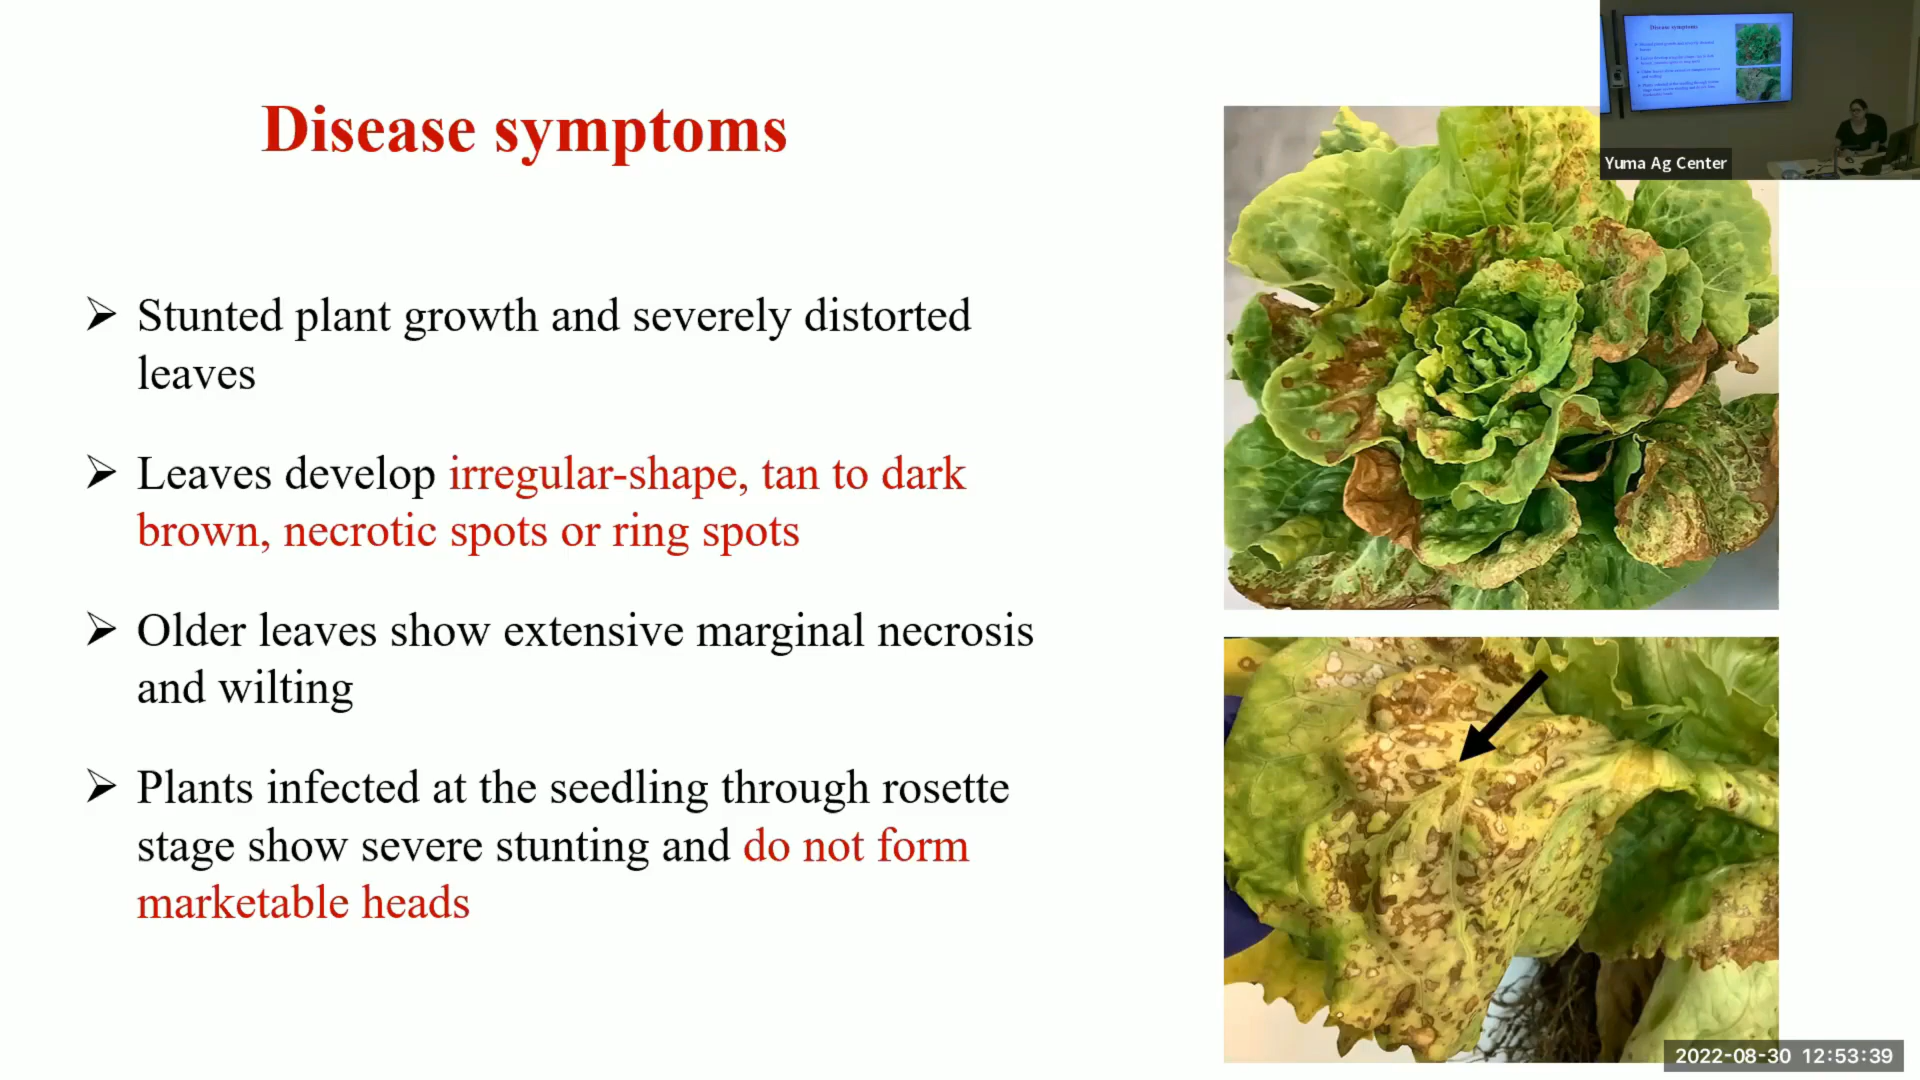 Disease symptoms
Yuma Ag Center
➢ Stunted plant growth and severely distorted
leaves
➢ Leaves develop irregular-shape, tan to dark
brown, necrotic spots or ring spots
➢ Older leaves show extensive marginal necrosis
and wilting
➢ Plants infected at the seedling through rosette
stage show severe stunting and do not form
marketable heads
2022-08-30 12:53:39